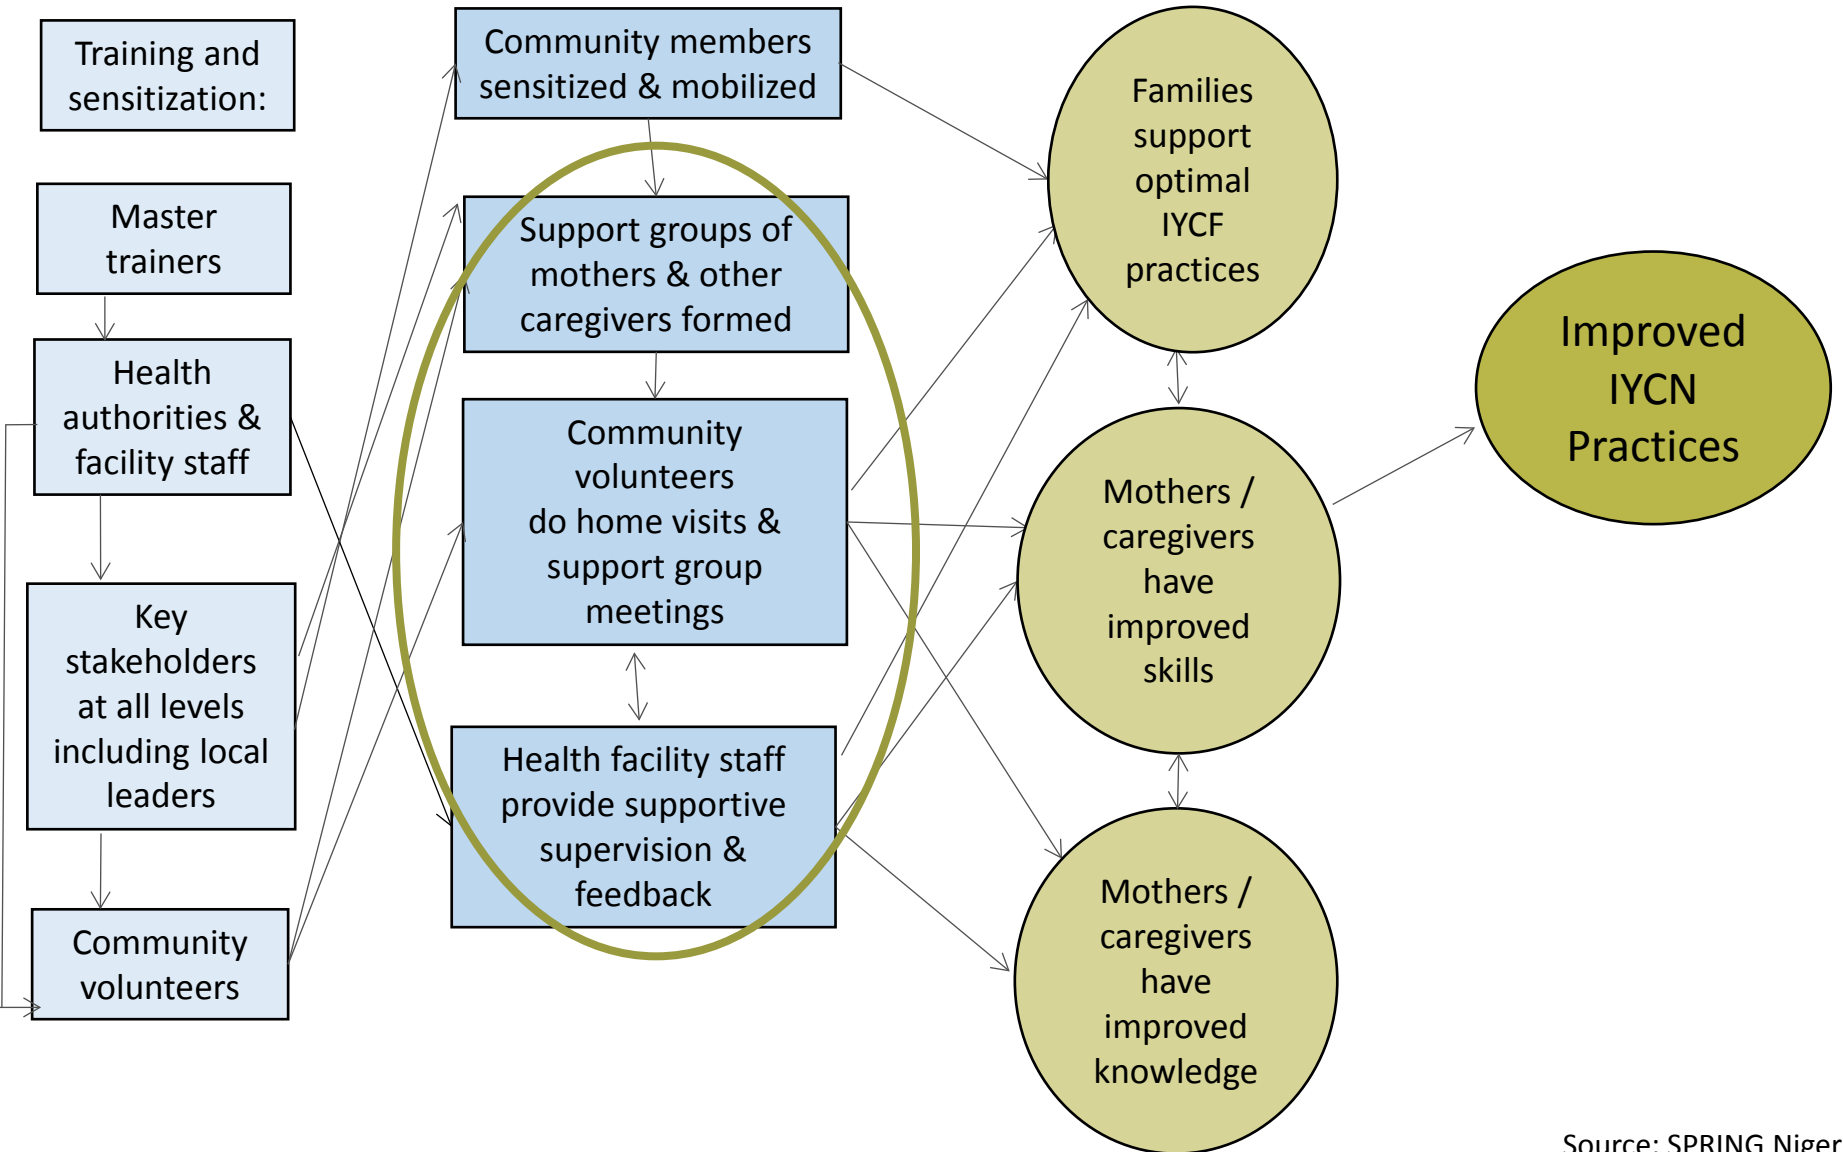 Training and
sensitization:
Master
trainers
Health
authorities &
facility staff
Key
stakeholders
at all levels
including local
leaders
Community
volunteers
Community members
sensitized & mobilized
Support groups of
mothers & other
caregivers formed
Community
volunteers
do home visits &
support group
meetings
Health facility staff
provide supportive
supervision &
feedback
Families
support
optimal
IYCF
practices
Mothers /
caregivers
have
improved
skills
Mothers /
caregivers
have
improved
knowledge
Improved
IYCN
Practices
Source: SPRING Niger